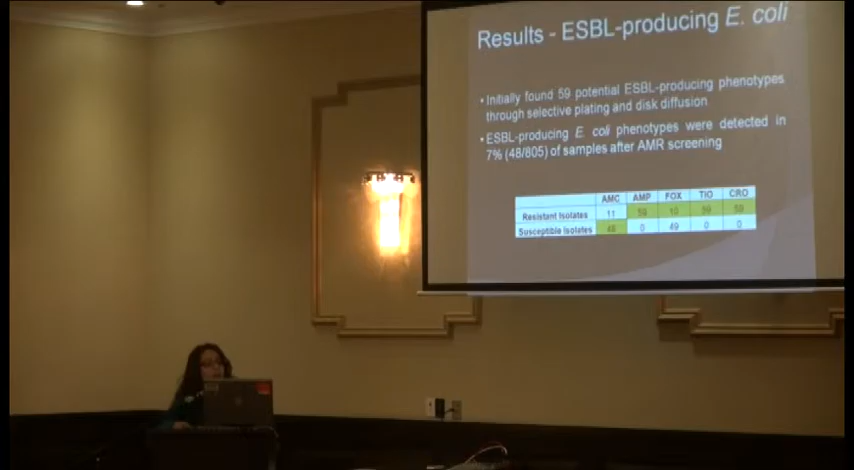 Results - ESBL-producing E. coli
• Initially found 59 potential ESBL-producing phenotypes
through selective plating and disk diffusion
• ESBL-producing E. coli phenotypes were detected in
7% (48/805) of samples after AMR screening
AMC AMP FOX TIO CRO
Resistant Isolates 11 59 10 59 59
Susceptible Isolates 48 0 49 0 0